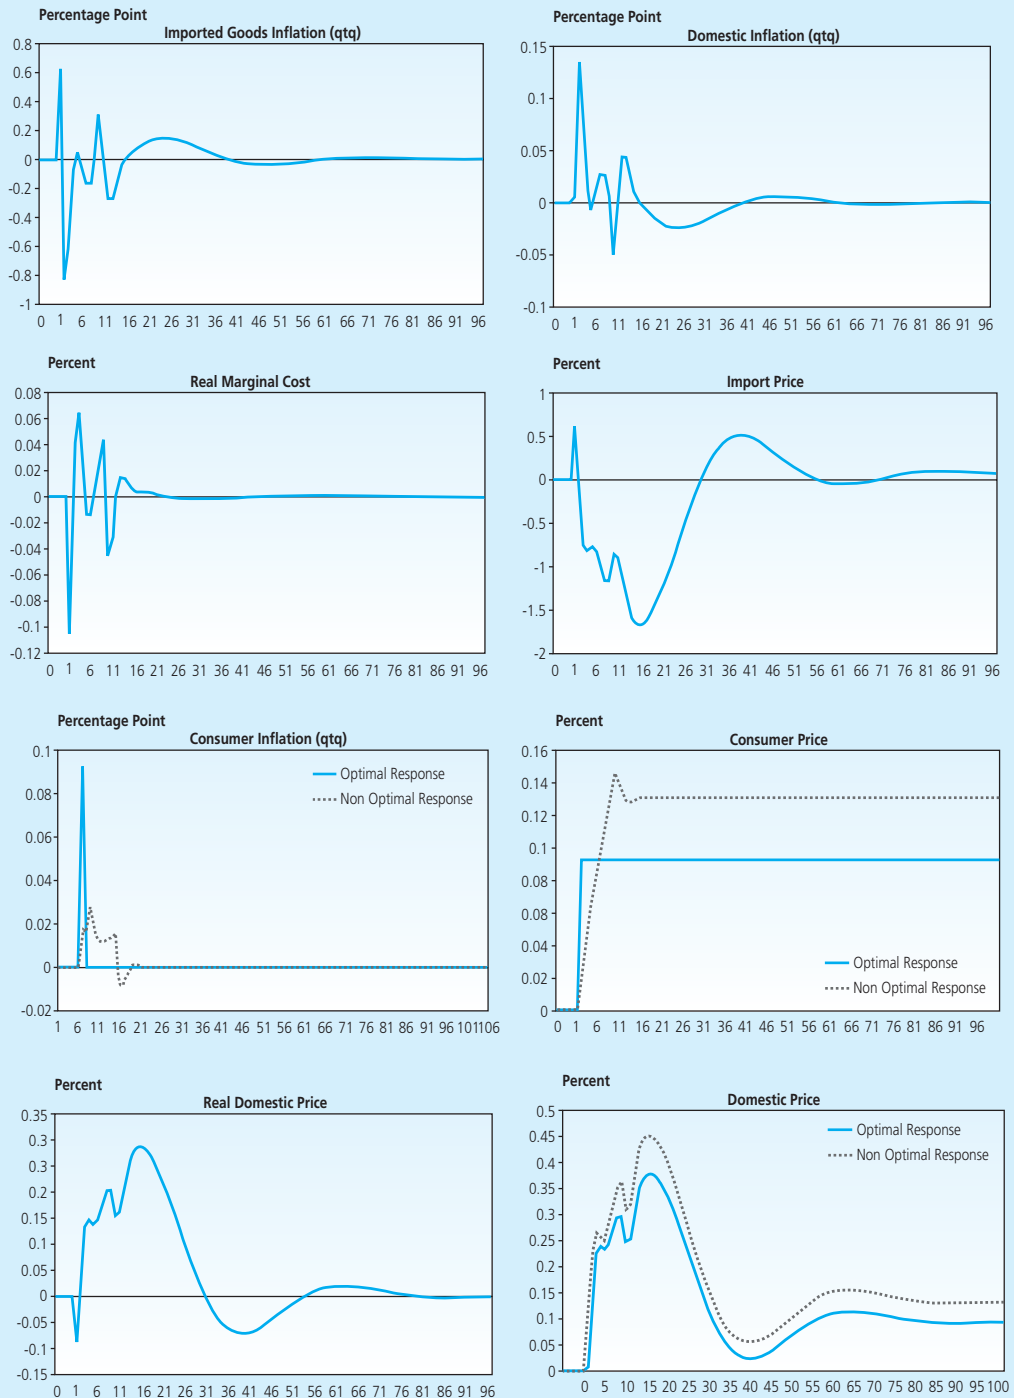 Percentage Point
Imported Goods Inflation (qtq)
0.8
0.6
0.4
0.2
0
-0.2
-0.4
-0.6
-0.8
-1
0 1 6 11 16 21 26 31 36 41 46 51 56 61 66 71 76 81 86 91 96
Percentage Point
Domestic Inflation (qtq)
0.15
0.1
0.05
0
-0.05
-0.1
0 1 6 11 16 21 26 31 36 41 46 51 56 61 66 71 76 81 86 91 96
Percent
Real Marginal Cost
0.08
0.06
0.04
0.02
0
-0.02
-0.04
-0.06
-0.08
-0.1
-0.12
0 1 6 11 16 21 26 31 36 41 46 51 56 61 66 71 76 81 86 91 96
Percent
Import Price
1
0.5
0
-0.5
-1
-1.5
-2
0 1 6 11 16 21 26 31 36 41 46 51 56 61 66 71 76 81 86 91 96
Percentage Point
Consumer Inflation (qtq)
0.1
0.08
0.06
0.04
0.02
0
-0.02
Optimal Response
Non Optimal Response
1 6 11 16 21 26 31 36 41 46 51 56 61 66 71 76 81 86 91 96 101106
Percent
Consumer Price
0.16
0.14
0.12
0.1
0.08
0.04
0.02
0
Optimal Response
Non Optimal Response
0 1 6 11 16 21 26 31 36 41 46 51 56 61 66 71 76 81 86 91 96
Percent
Real Domestic Price
0.35
0.3
0.3
0.2
0.15
0.1
0.05
0
-0.05
-0.1
-0.15
0 1 6 11 16 21 26 31 36 41 46 51 56 61 66 71 76 81 86 91 96
Percent
Domestic Price
0.5
0.45
0.4
0.35
0.3
0.25
0.2
0.15
0.1
0.05
0
Optimal Response
Non Optimal Response
0 5 10 15 20 25 30 35 40 45 50 55 60 65 70 75 80 85 90 95 100